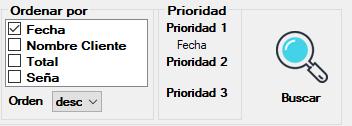 Ordenar por
Fecha
Nombre Cliente
Total
Seña
Orden desc
Prioridad
Prioridad 1
Fecha
Prioridad 2
Prioridad 3
Buscar